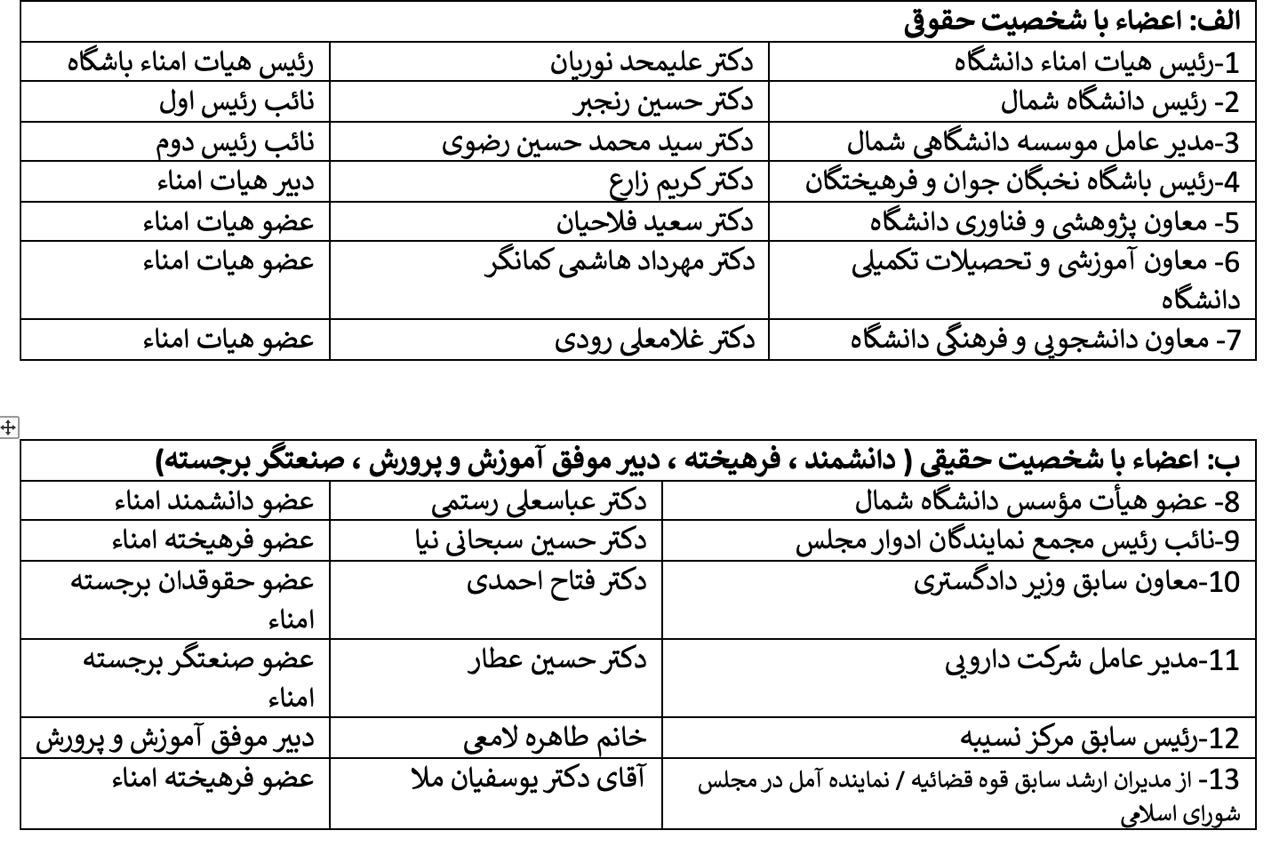 الف: اعضاء با شخصیت حقوقی
1-رئیس هیات امناء دانشگاه دکتر علیمحد نوریان رئیس هیات امناء باشگاه
2- رئیس دانشگاه شمال دکتر حسین رنجبر نائب رئیس اول
3-مدیر عامل موسسه دانشگاهی شمال دکتر سید محمد حسین رضوی نائب رئیس دوم
4-رئیس باشگاه نخبگان جوان و فرهیختگان دکتر کریم زارع دبیر هیات امناء
5- معاون پژوهشی و فناوری دانشگاه دکتر سعید فلاحیان عضو هیات امناء
6- معاون آموزشی و تحصیلات تکمیلی دکتر مهرداد هاشمی کمانگر عضو هیات امناء
دانشگاه
7- معاون دانشجویی و فرهنگی دانشگاه دکتر غلامعلی رودی عضو هیات امناء
ب: اعضاء با شخصیت حقیقی ( دانشمند ، فرهیخته ، دبیر موفق آموزش و پرورش ، صنعتگر برجسته)
8- عضو هیأت مؤسس دانشگاه شمال دکتر عباسعلی رستمی عضو دانشمند امناء
9-نائب رئیس مجمع نمایندگان ادوار مجلس دکتر حسین سبحانی نیا عضو فرهیخته امناء
10-معاون سابق وزیر دادگستری دکتر فتاح احمدی عضو حقوقدان برجسته
امناء
11-مدیر عامل شرکت دارویی دکتر حسین عطار عضو صنعتگر برجسته
امناء
12-رئیس سابق مرکز نسیبه خانم طاهره لامعی دبیر موفق آموزش و پرورش
13- از مدیران ارشد سابق قوه قضائیه / نماینده آمل در مجلس آقای دکتر یوسفیان ملا عضو فرهیخته امناء
شورای اسلامی